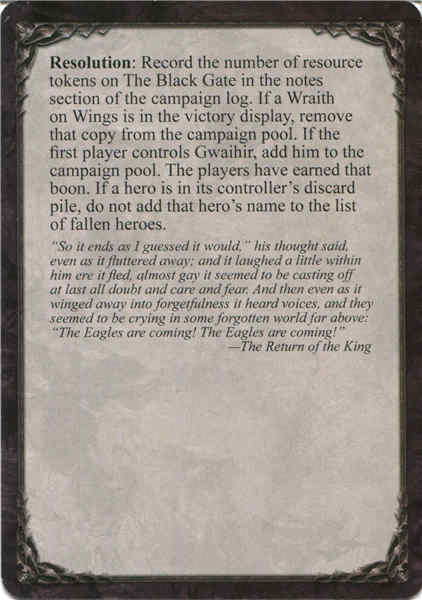 Resolution: Record the number of resource
tokens on The Black Gate in the notes
section of the campaign log. If a Wraith
on Wings is in the victory display, remove
that copy from the campaign pool. If the
first player controls Gwaihir, add him to the
campaign pool. The players have earned that
boon. If a hero is in its controller's discard
pile, do not add that hero's name to the list
of fallen heroes.
"So it ends as I guessed it would," his thought said,
even as it fluttered away; and it laughed a little within
him ere it fled, almost gay it seemed to be casting off
at last all doubt and care and fear. And then even as it
winged away into forgetfulness it heard voices, and they
seemed to be crying in some forgotten world far above:
"The Eagles are coming! The Eagles are coming!"
—The Return of the King